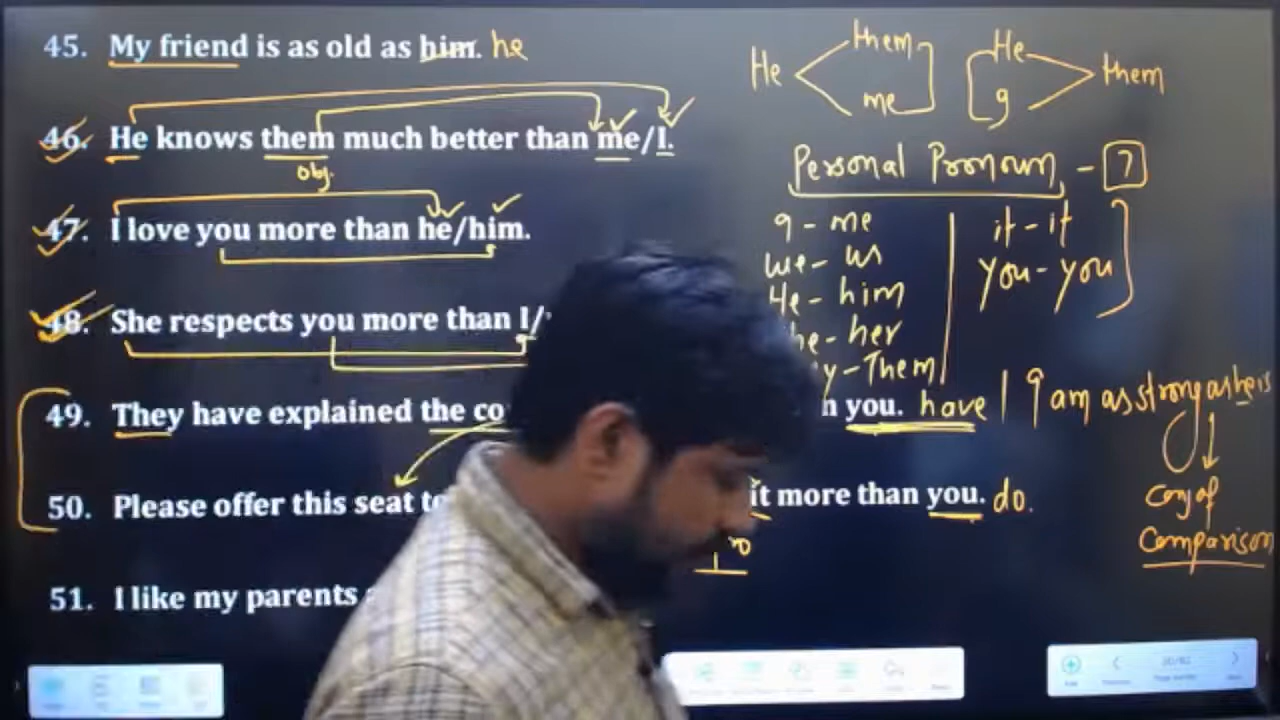 45. My friend is as old as him. he
46. He knows them much better than me/I.
obj.
47. I love you more than he/him.
48. She respects you more than I/
49. They have explained the co
n you. have
50. Please offer this seat to
it more than you. do.
51. I like my parents
He
them
me
He
g
them
Personal Pronoun - 7
g - me
we - us
He - him
he - her
y - Them
it - it
you - you
I am as strong as he is
Conj of
Comparison